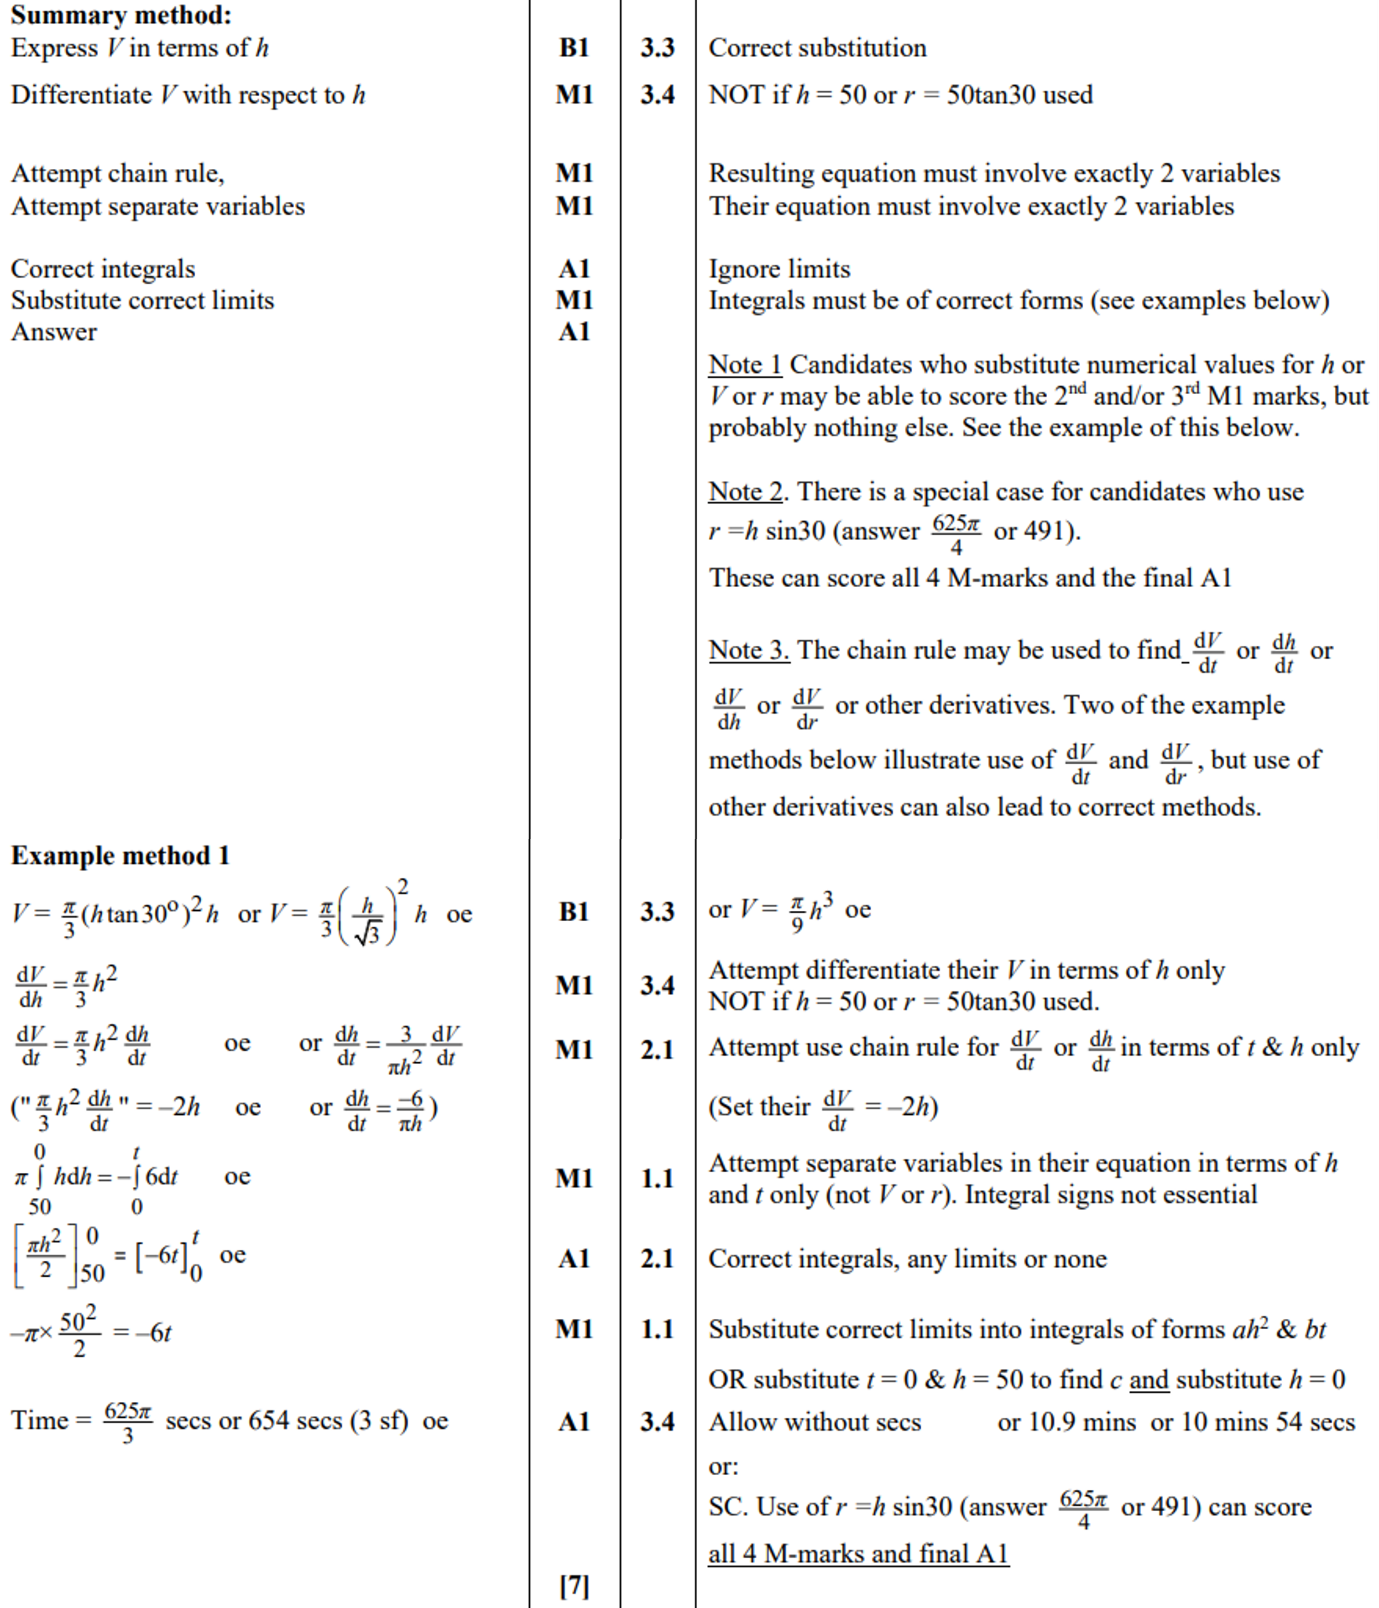 Summary method:
Express V in terms of h B1 3.3 Correct substitution
Differentiate V with respect to h M1 3.4 NOT if h = 50 or r = 50tan30 used
Attempt chain rule, M1 Resulting equation must involve exactly 2 variables
Attempt separate variables M1 Their equation must involve exactly 2 variables
Correct integrals A1 Ignore limits
Substitute correct limits M1 Integrals must be of correct forms (see examples below)
Answer A1
Note 1 Candidates who substitute numerical values for h or
V or r may be able to score the 2nd and/or 3rd M1 marks, but
probably nothing else. See the example of this below.
Note 2. There is a special case for candidates who use
r =h sin30 (answer 625π/4 or 491).
These can score all 4 M-marks and the final A1
Note 3. The chain rule may be used to find dV/dt or dh/dt or
dV/dh or dV/dr or other derivatives. Two of the example
methods below illustrate use of dV/dt and dV/dr, but use of
other derivatives can also lead to correct methods.
Example method 1
V = π/3(h tan30°)²h or V = π/3(h/√3)²h oe B1 3.3 or V = π/9 h³ oe
dV/dh = π/3 h² M1 3.4 Attempt differentiate their V in terms of h only
NOT if h = 50 or r = 50tan30 used.
dV/dt = π/3 h² dh/dt oe or dh/dt = 3/πh² dV/dt M1 2.1 Attempt use chain rule for dV/dt or dh/dt in terms of t & h only
("π/3 h² dh/dt" = –2h oe or dh/dt = –6/πh) (Set their dV/dt = –2h)
π∫₅₀⁰ hdh = –∫₀ᵗ 6dt oe M1 1.1 Attempt separate variables in their equation in terms of h
and t only (not V or r). Integral signs not essential
[πh²/2]₅₀⁰ = [–6t]₀ᵗ oe A1 2.1 Correct integrals, any limits or none
–π× 50²/2 = –6t M1 1.1 Substitute correct limits into integrals of forms ah² & bt
OR substitute t = 0 & h = 50 to find c and substitute h = 0
Time = 625π/3 secs or 654 secs (3 sf) oe A1 3.4 Allow without secs or 10.9 mins or 10 mins 54 secs
or:
SC. Use of r =h sin30 (answer 625π/4 or 491) can score
all 4 M-marks and final A1
[7]